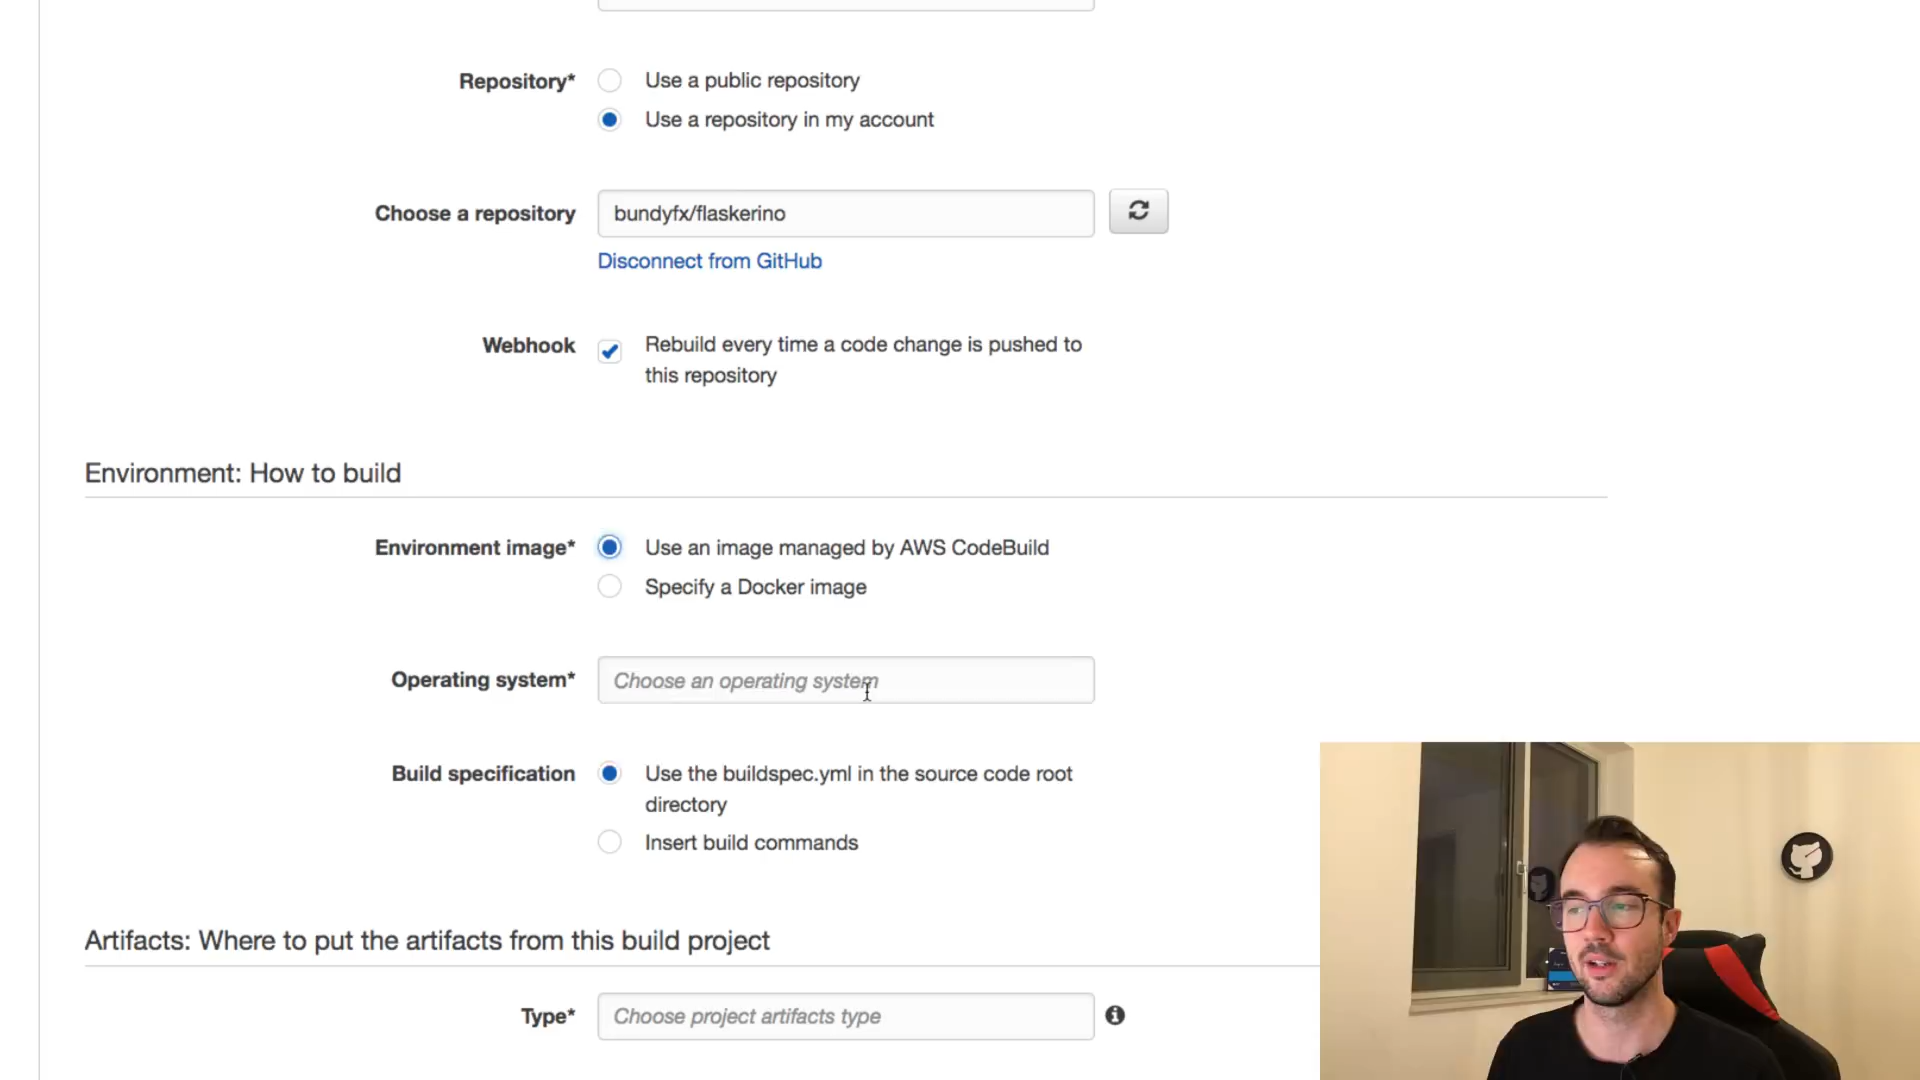 Repository*
Use a public repository
Use a repository in my account
Choose a repository
bundyfx/flaskerino
Disconnect from GitHub
Webhook
Rebuild every time a code change is pushed to
this repository
Environment: How to build
Environment image*
Use an image managed by AWS CodeBuild
Specify a Docker image
Operating system*
Choose an operating system
Build specification
Use the buildspec.yml in the source code root
directory
Insert build commands
Artifacts: Where to put the artifacts from this build project
Type*
Choose project artifacts type